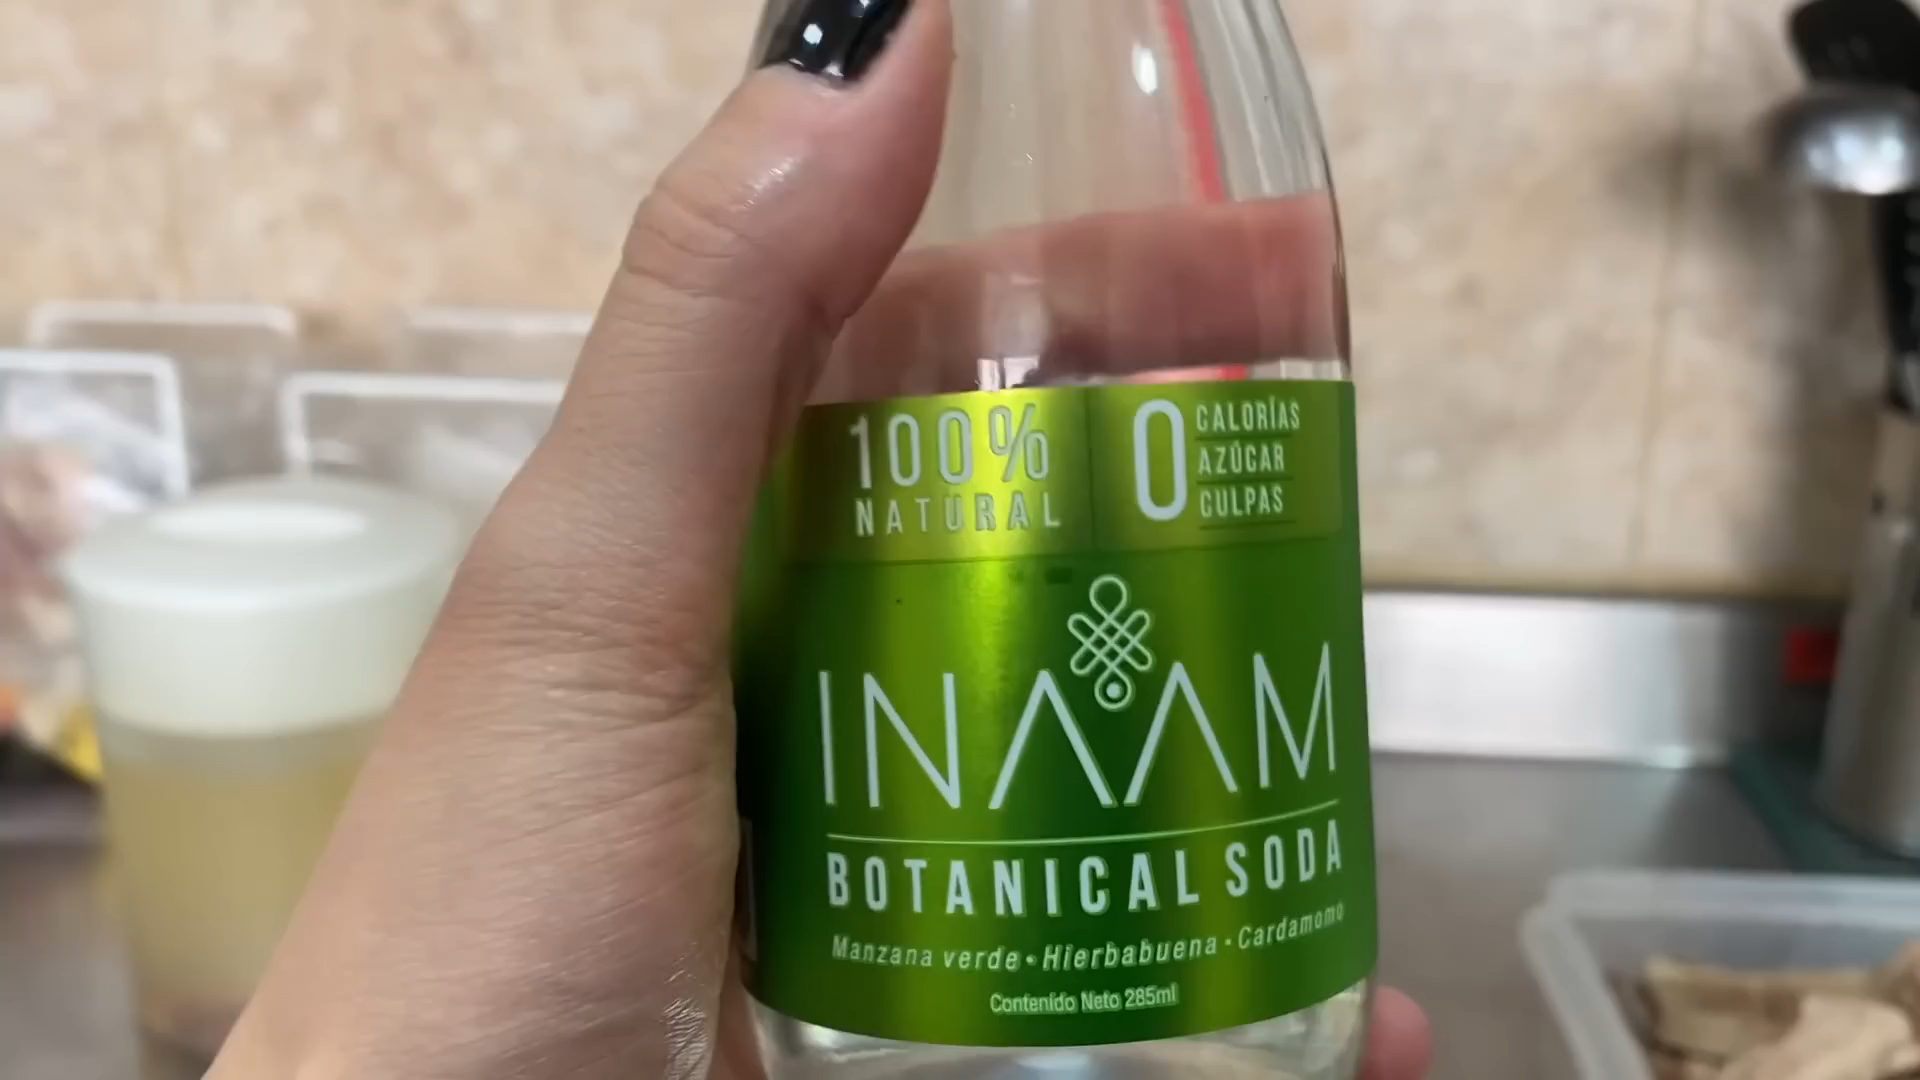 100%
NATURAL
0
CALORÍAS
AZÚCAR
CULPAS
INAAM
BOTANICAL SODA
Manzana verde • Hierbabuena • Cardamomo
Contenido Neto 285ml